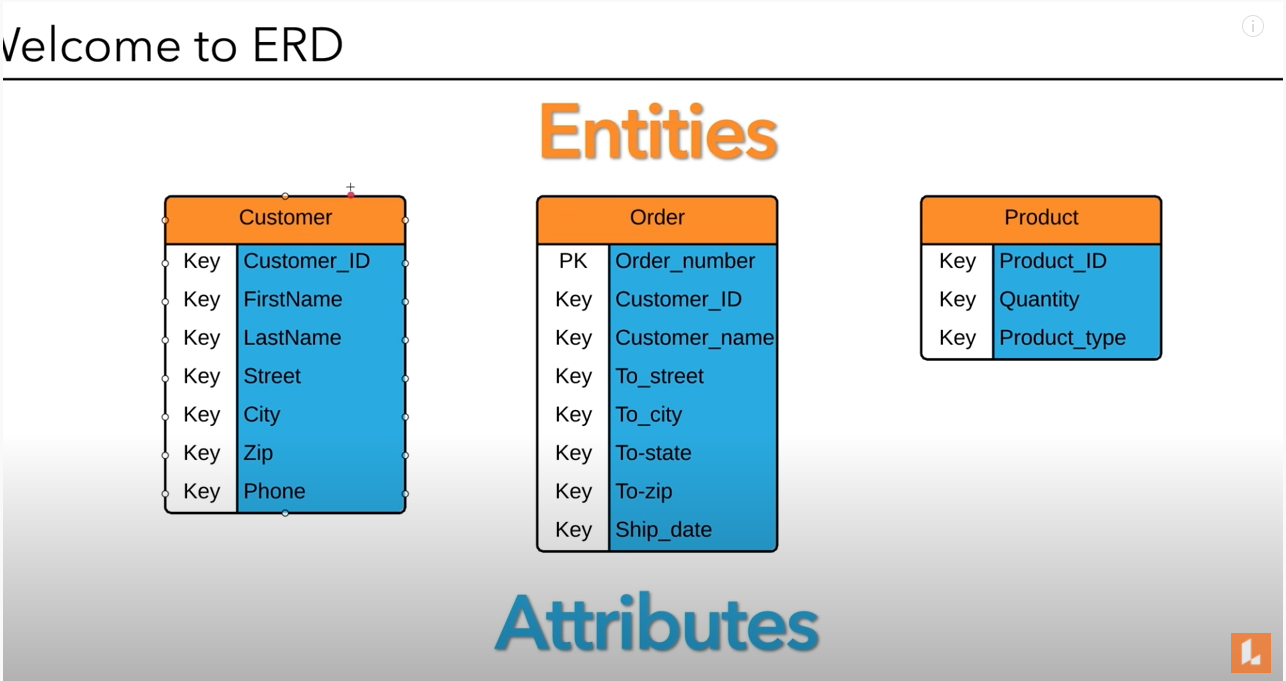 Welcome to ERD
Entities
Customer
Key Customer_ID
Key FirstName
Key LastName
Key Street
Key City
Key Zip
Key Phone
Order
PK Order_number
Key Customer_ID
Key Customer_name
Key To_street
Key To_city
Key To-state
Key To-zip
Key Ship_date
Product
Key Product_ID
Key Quantity
Key Product_type
Attributes